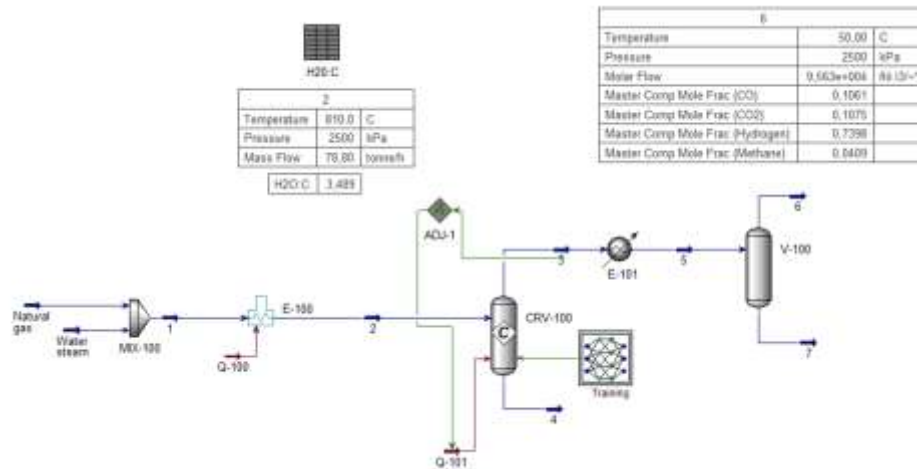 H20:C
2
Temperature 810.0 C
Pressure 2500 kPa
Mass Flow 78,80 tonne/h
H2O:C 3.489
6
Temperature 50,00 C
Pressure 2500 kPa
Molar Flow 9,563e+004
Master Comp Mole Frac (CO) 0,1061
Master Comp Mole Frac (CO2) 0,1075
Master Comp Mole Frac (Hydrogen) 0,7398
Master Comp Mole Frac (Methane) 0,0409
ADJ-1
6
3
E-101
5
V-100
Natural
gas
Water
steam
MIX-100
1
E-100
2
CRV-100
C
Q-100
Training
7
4
Q-101